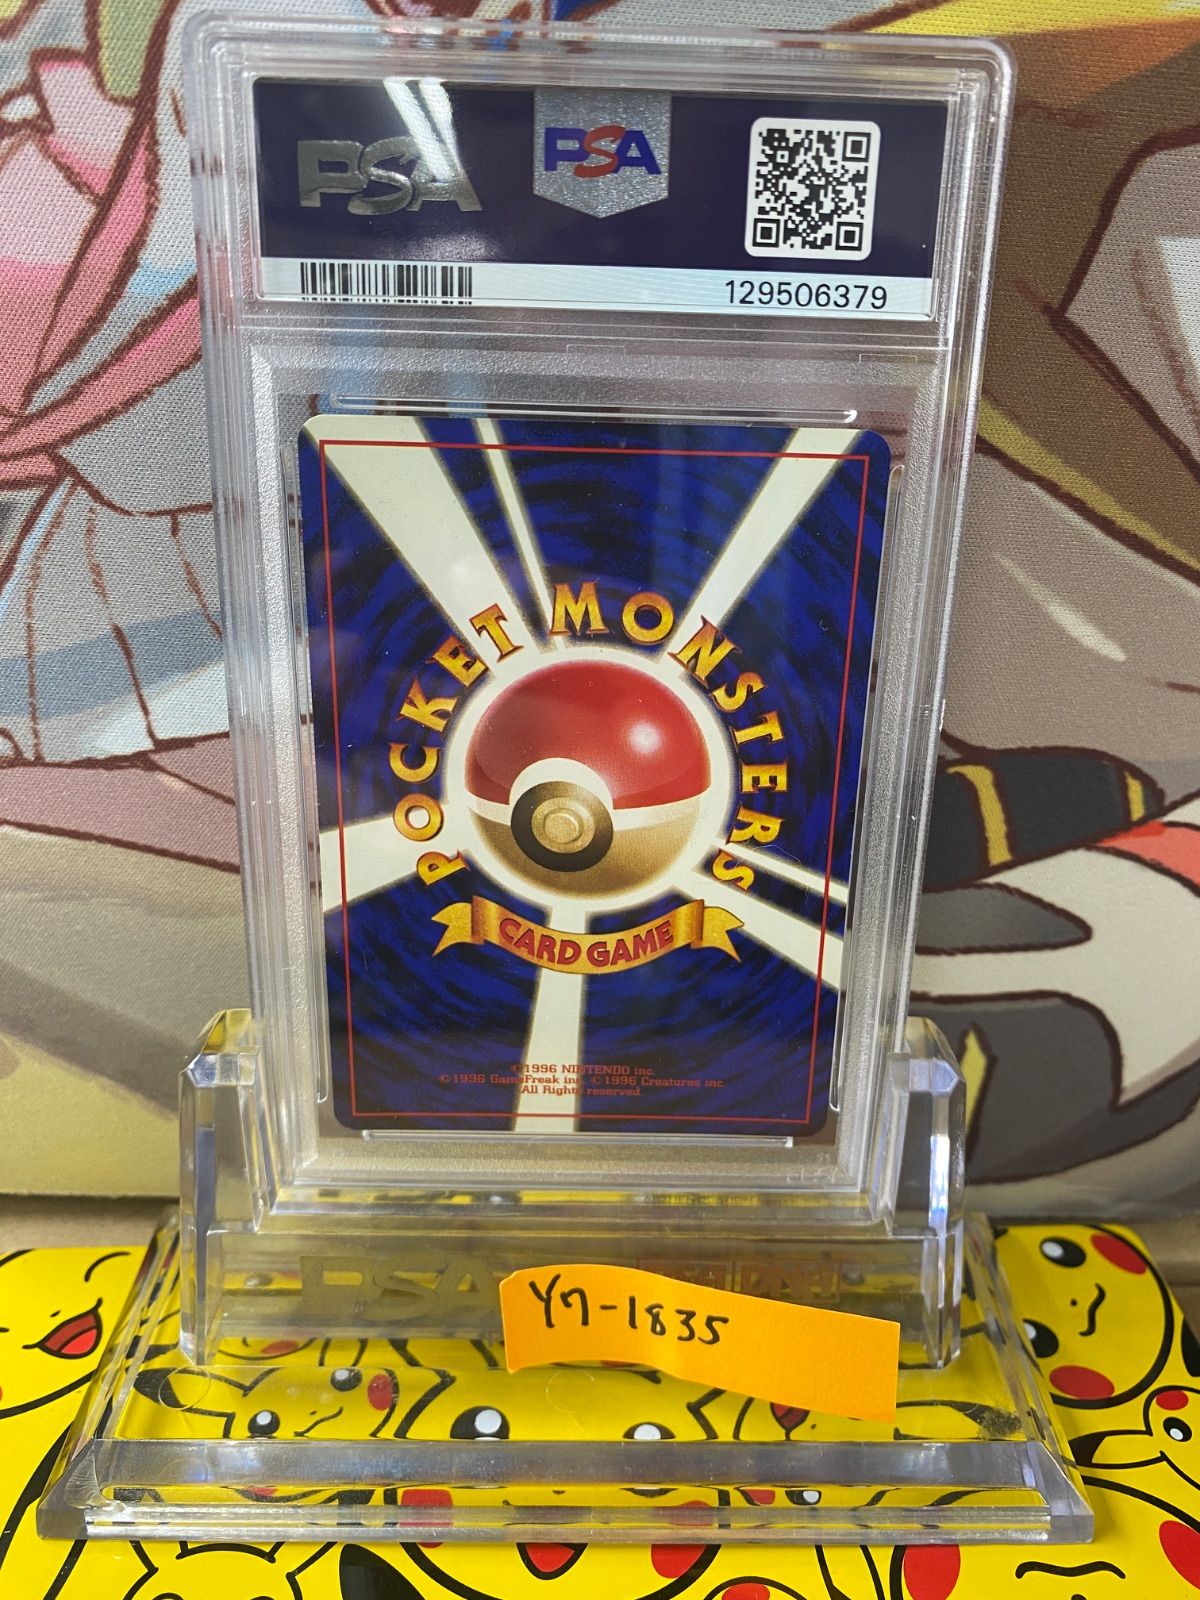 PSA
PSA
129506379
POCKET MONSTERS
CARD GAME
©1996 NINTENDO inc.
©1996 GameFreak inc. ©1996 Creatures inc
All Rights reserved
PSA
Y7-1835